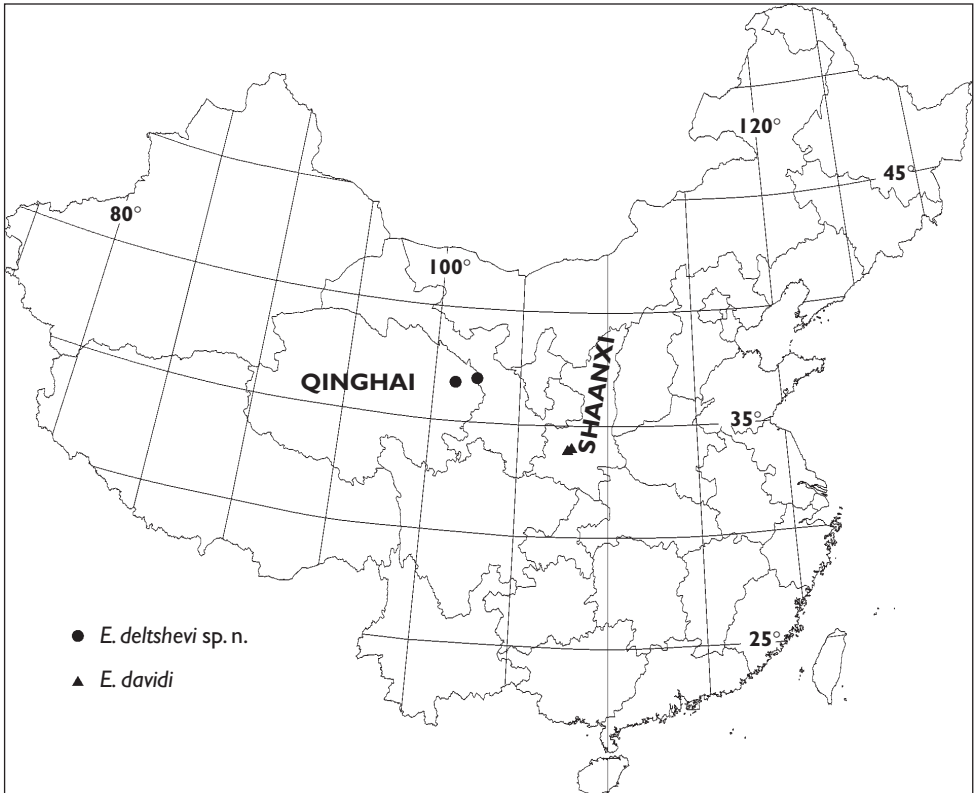 120°
45°
80°
100°
SHAANXI
QINGHAI
35°
25°
E. deltshevi sp. n.
E. davidi